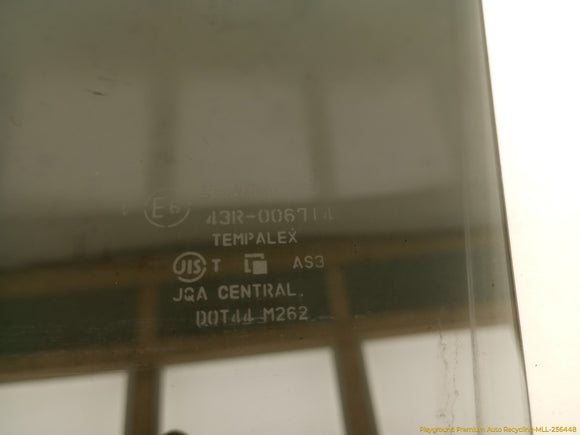 E6
43R-006714
TEMPALEX
JIS T AS3
JQA CENTRAL.
DOT44 M262
Playground: Premium Auto Recycling-MLL-256448